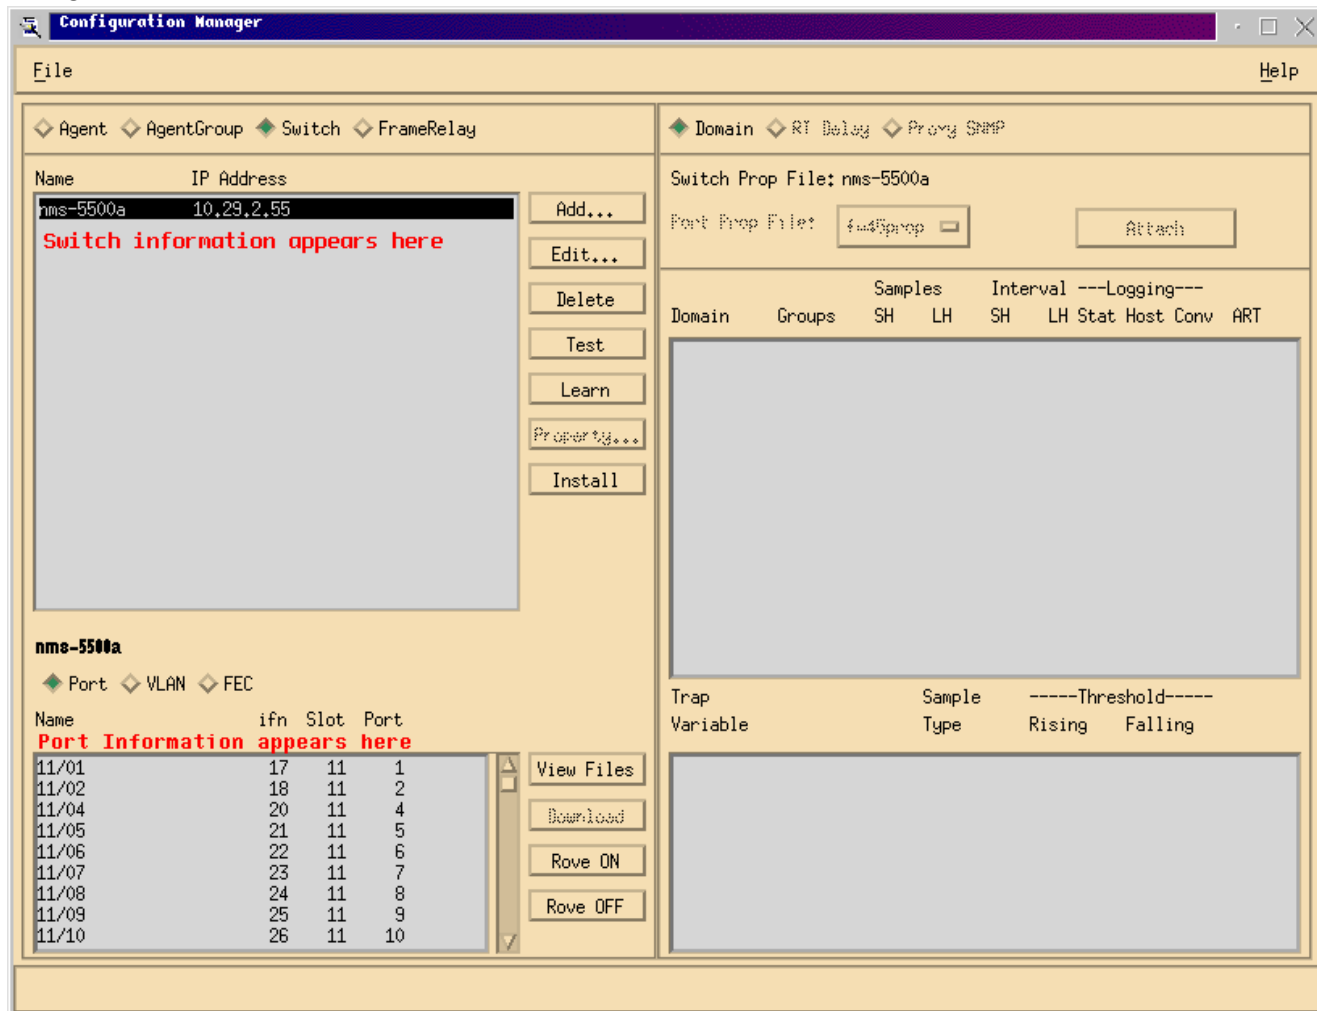 Configuration Manager
File Help
Agent AgentGroup Switch FrameRelay
Name IP Address
nms-5500a 10.29.2.55
Switch information appears here
Add...
Edit...
Delete
Test
Learn
Property...
Install
nms-5500a
Port VLAN FEC
Name ifn Slot Port
Port Information appears here
11/01 17 11 1
11/02 18 11 2
11/04 20 11 4
11/05 21 11 5
11/06 22 11 6
11/07 23 11 7
11/08 24 11 8
11/09 25 11 9
11/10 26 11 10
View Files
Download
Rove ON
Rove OFF
Domain RT Delay Proxy SNMP
Switch Prop File: nms-5500a
Port Prop File: Attach
Samples Interval ---Logging---
Domain Groups SH LH SH LH Stat Host Conv ART
Trap Sample -----Threshold-----
Variable Type Rising Falling